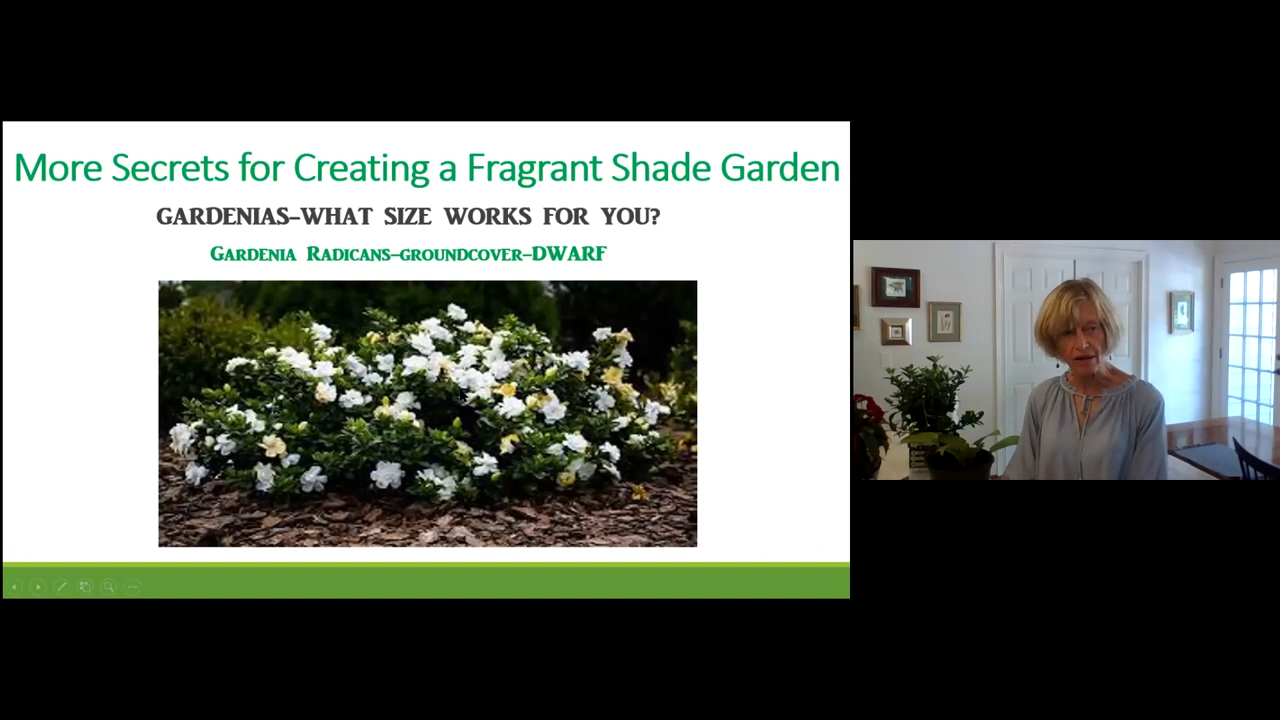 More Secrets for Creating a Fragrant Shade Garden
GARDENIAS-WHAT SIZE WORKS FOR YOU?
Gardenia Radicans-groundcover-DWARF